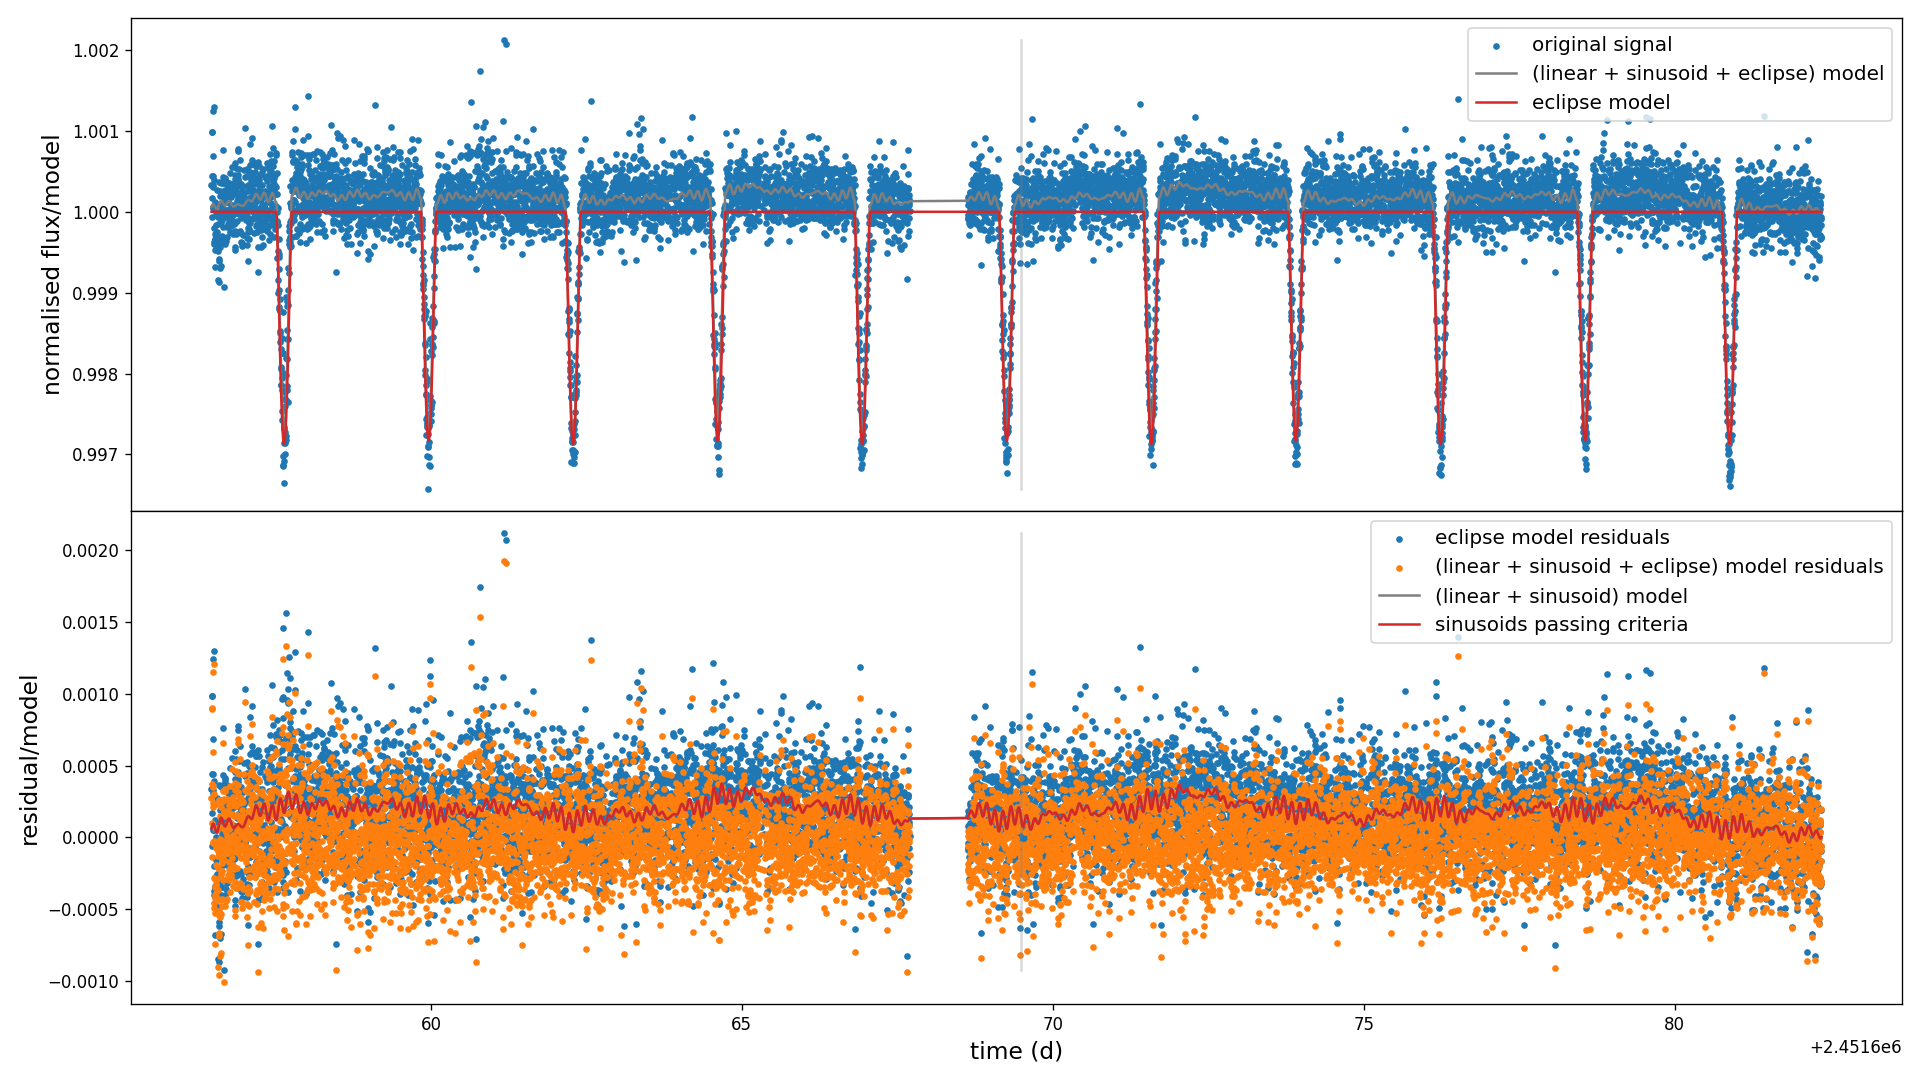 original signal
(linear + sinusoid + eclipse) model
eclipse model
normalised flux/model
1.002
1.001
1.000
0.999
0.998
0.997
eclipse model residuals
(linear + sinusoid + eclipse) model residuals
(linear + sinusoid) model
sinusoids passing criteria
residual/model
0.0020
0.0015
0.0010
0.0005
0.0000
−0.0005
−0.0010
60
65
70
75
80
time (d)
+2.4516e6